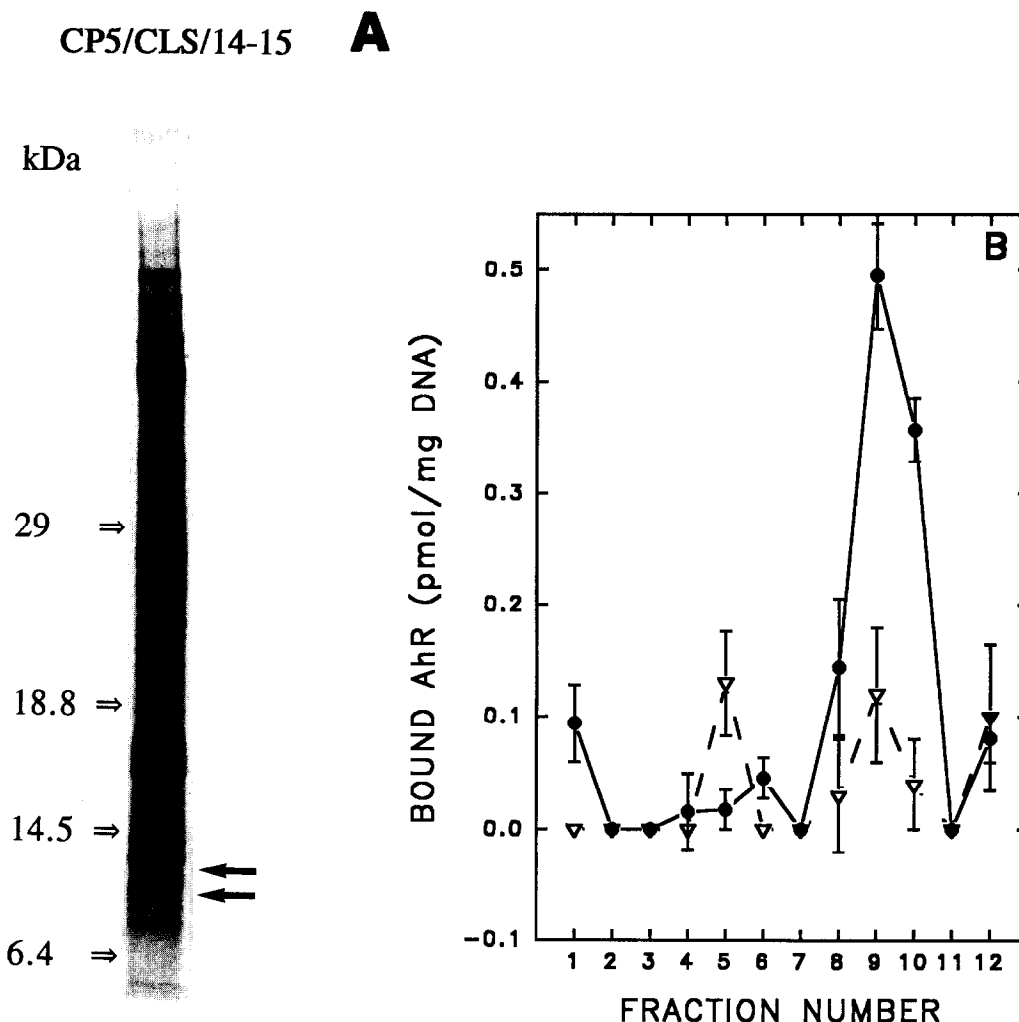 CP5/CLS/14-15
A
kDa
29 ⇒
18.8 ⇒
14.5 ⇒
6.4 ⇒
B
BOUND AhR (pmol/mg DNA)
0.5
0.4
0.3
0.2
0.1
0.0
-0.1
1 2 3 4 5 6 7 8 9 10 11 12
FRACTION NUMBER